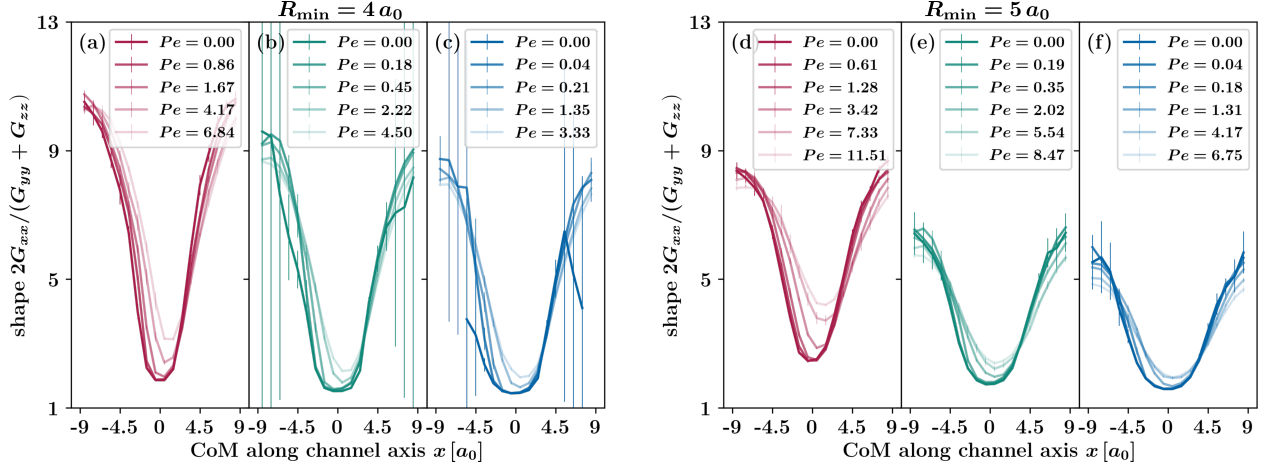 R_min = 4 a_0
R_min = 5 a_0
shape 2G_xx/(G_yy + G_zz)
13
9
5
1
(a)
Pe = 0.00
Pe = 0.86
Pe = 1.67
Pe = 4.17
Pe = 6.84
(b)
Pe = 0.00
Pe = 0.18
Pe = 0.45
Pe = 2.22
Pe = 4.50
(c)
Pe = 0.00
Pe = 0.04
Pe = 0.21
Pe = 1.35
Pe = 3.33
-9 -4.5 0 4.5 -9 -4.5 0 4.5 -9 -4.5 0 4.5 9
CoM along channel axis x [a_0]
shape 2G_xx/(G_yy + G_zz)
13
9
5
1
(d)
Pe = 0.00
Pe = 0.61
Pe = 1.28
Pe = 3.42
Pe = 7.33
Pe = 11.51
(e)
Pe = 0.00
Pe = 0.19
Pe = 0.35
Pe = 2.02
Pe = 5.54
Pe = 8.47
(f)
Pe = 0.00
Pe = 0.04
Pe = 0.18
Pe = 1.31
Pe = 4.17
Pe = 6.75
-9 -4.5 0 4.5 -9 -4.5 0 4.5 -9 -4.5 0 4.5 9
CoM along channel axis x [a_0]